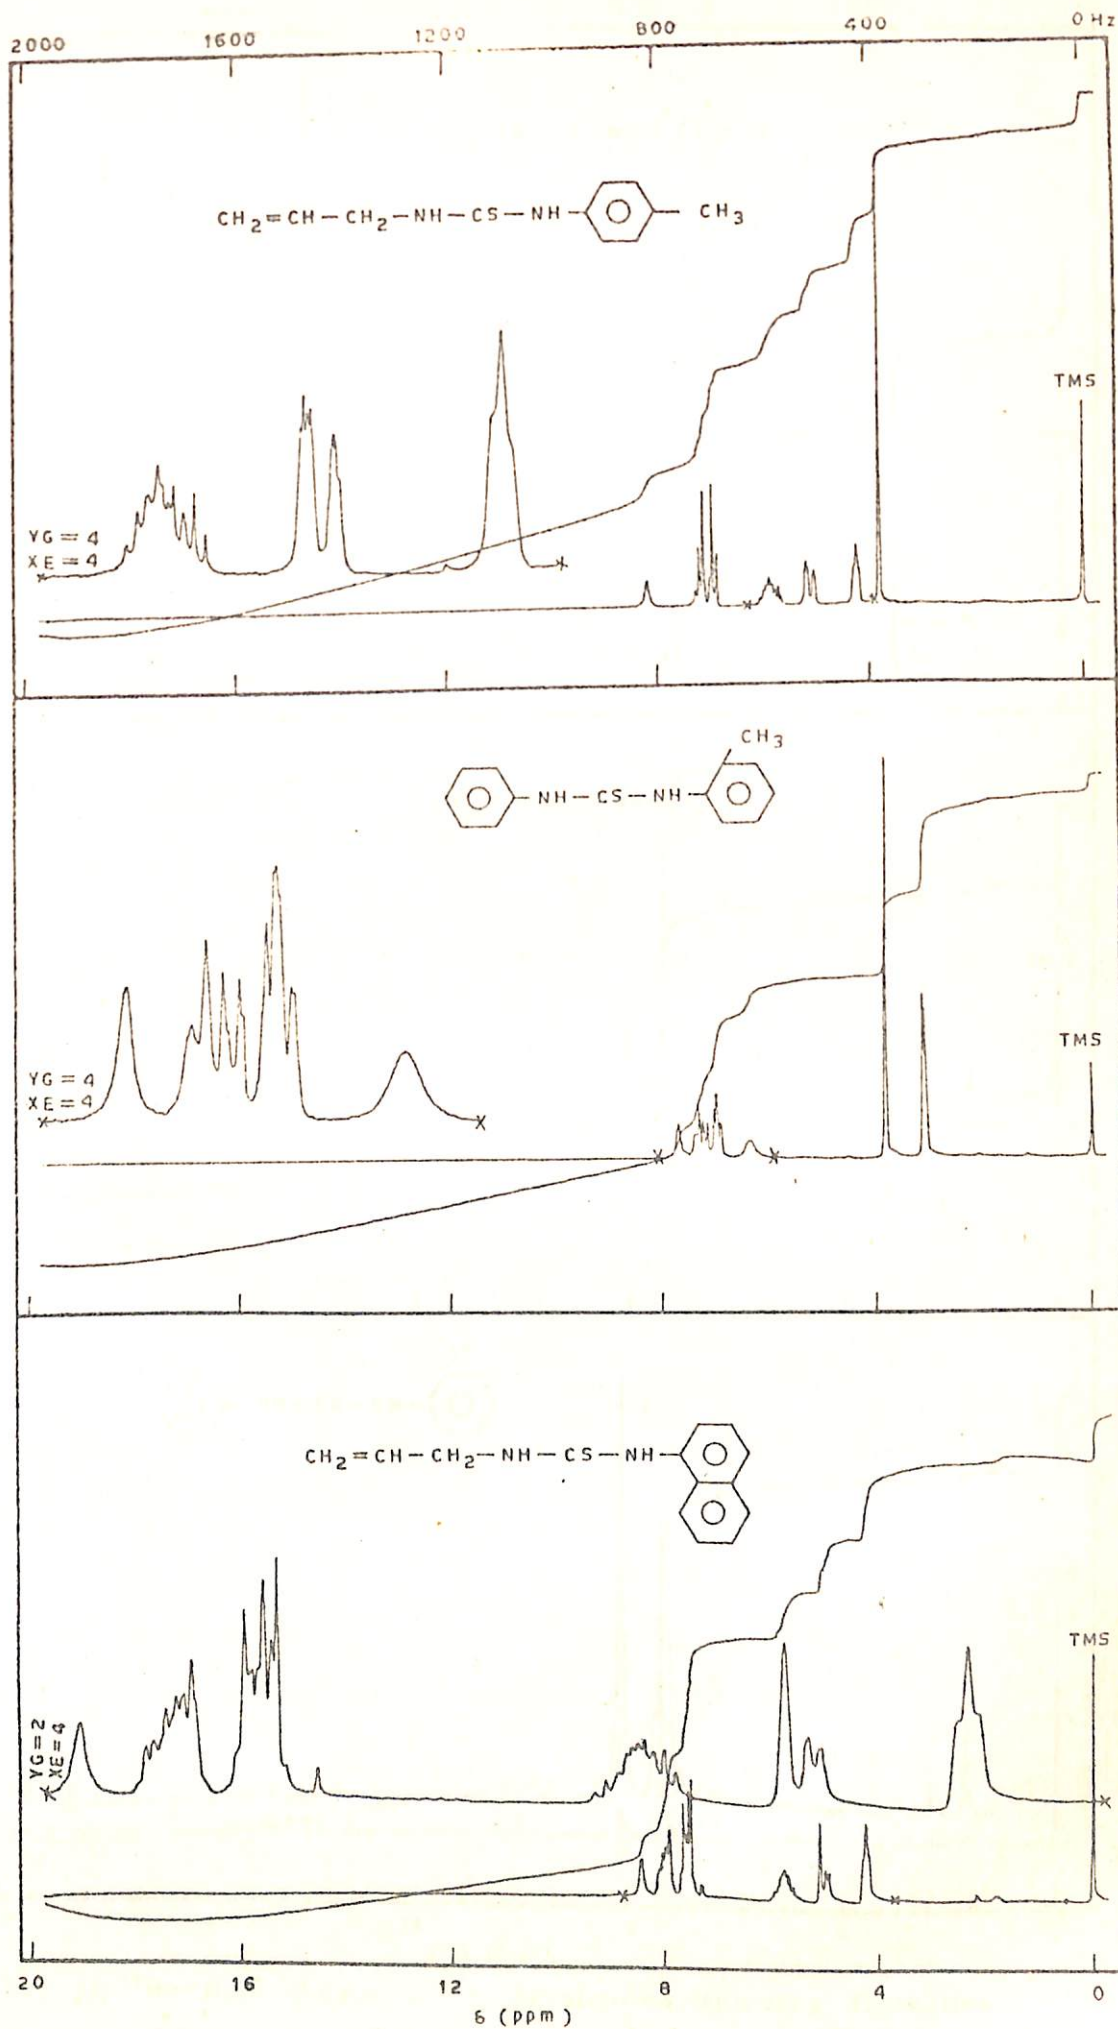 2000 1600 1200 800 400 0 Hz
CH2=CH-CH2-NH-CS-NH- -CH3
TMS
YG = 4
XE = 4
CH3
-NH-CS-NH-
TMS
YG = 4
XE = 4
CH2=CH-CH2-NH-CS-NH-
TMS
YG=2
XE=4
20 16 12 8 4 0
δ (ppm)